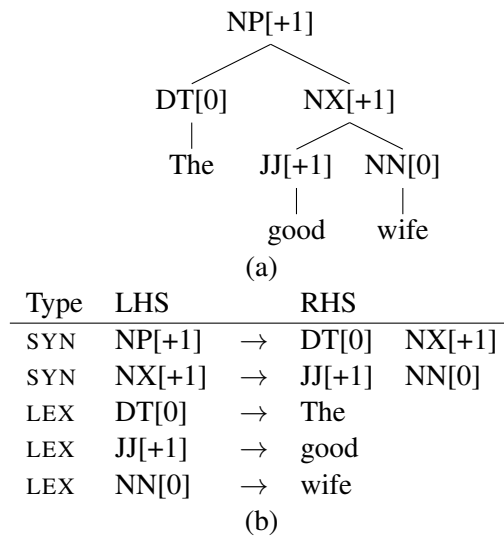 NP[+1]
DT[0] NX[+1]
The JJ[+1] NN[0]
good wife
(a)
Type LHS RHS
SYN NP[+1] → DT[0] NX[+1]
SYN NX[+1] → JJ[+1] NN[0]
LEX DT[0] → The
LEX JJ[+1] → good
LEX NN[0] → wife
(b)